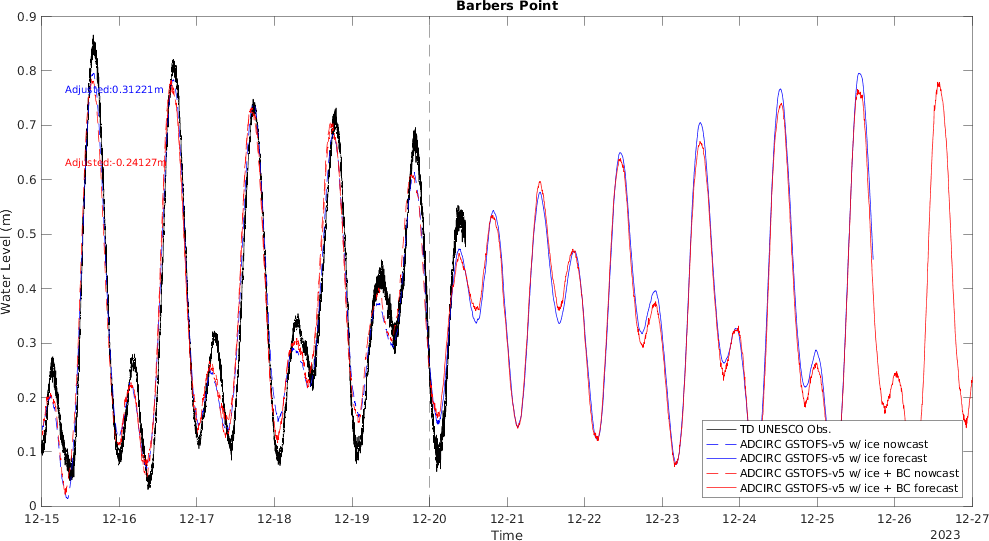 Barbers Point
0.9
0.8
0.7
0.6
0.5
0.4
0.3
0.2
0.1
0
Water Level (m)
Adjusted:0.31221m
Adjusted:-0.24127m
TD UNESCO Obs.
ADCIRC GSTOFS-v5 w/ ice nowcast
ADCIRC GSTOFS-v5 w/ ice forecast
ADCIRC GSTOFS-v5 w/ ice + BC nowcast
ADCIRC GSTOFS-v5 w/ ice + BC forecast
12-15 12-16 12-17 12-18 12-19 12-20 12-21 12-22 12-23 12-24 12-25 12-26 12-27
Time
2023